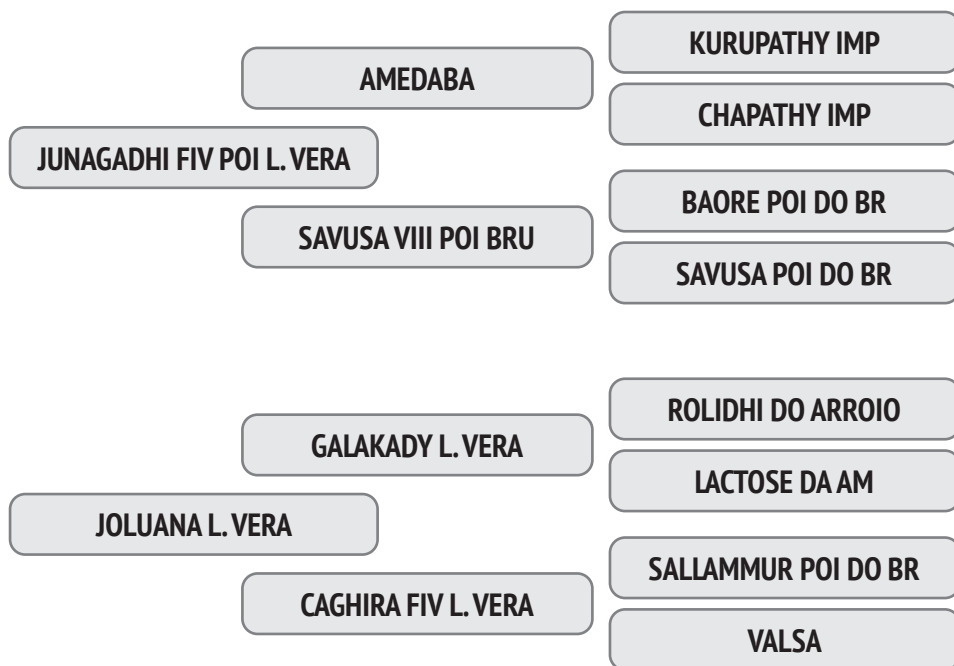 KURUPATHY IMP
AMEDABA
CHAPATHY IMP
JUNAGADHI FIV POI L. VERA
BAORE POI DO BR
SAVUSA VIII POI BRU
SAVUSA POI DO BR
ROLIDHI DO ARROIO
GALAKADY L. VERA
LACTOSE DA AM
JOLUANA L. VERA
SALLAMMUR POI DO BR
CAGHIRA FIV L. VERA
VALSA